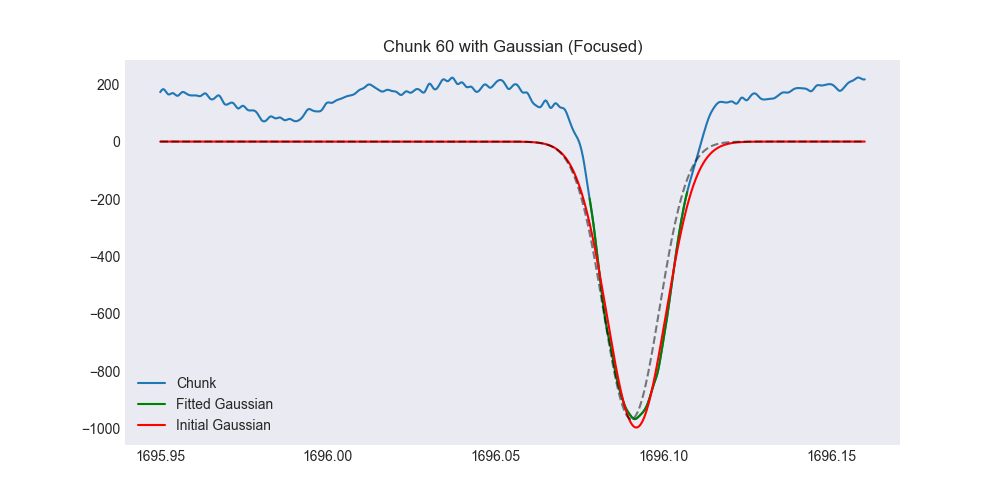 Chunk 60 with Gaussian (Focused)
200
0
−200
−400
−600
−800
−1000
Chunk
Fitted Gaussian
Initial Gaussian
1695.95 1696.00 1696.05 1696.10 1696.15